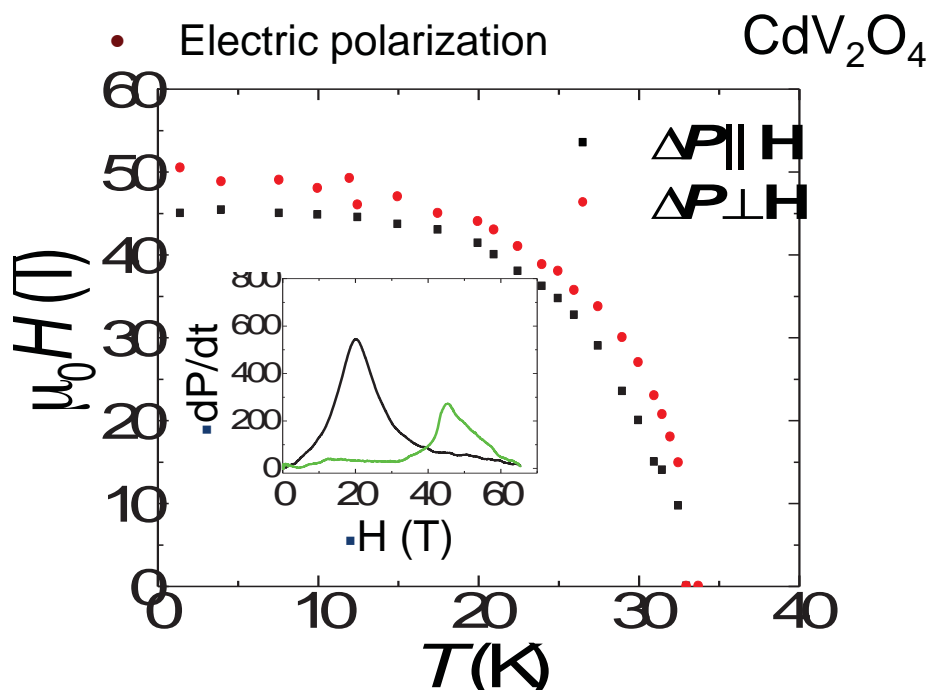 Electric polarization CdV₂O₄
60
50
40
30
20
10
0
μ₀H (T)
ΔP∥H
ΔP⊥H
800
600
400
200
0
dP/dt
0 20 40 60
H (T)
0 10 20 30 40
T (K)